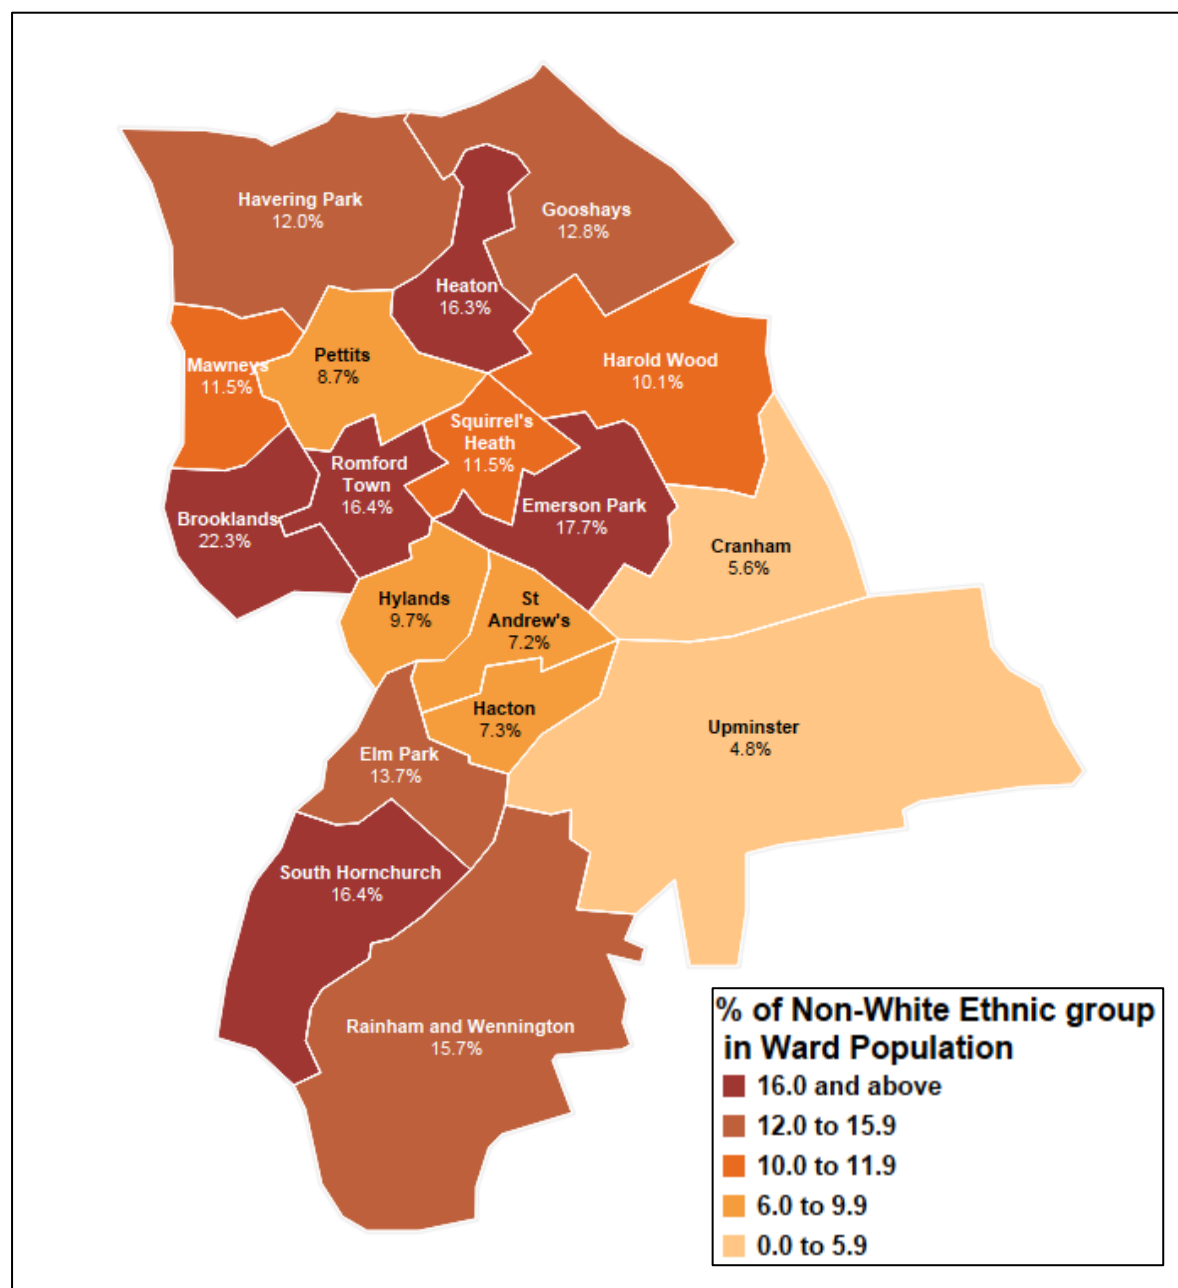 Havering Park
12.0%
Gooshays
12.8%
Heaton
16.3%
Mawneys
11.5%
Pettits
8.7%
Harold Wood
10.1%
Squirrel's
Heath
11.5%
Romford
Town
16.4%
Emerson Park
17.7%
Brooklands
22.3%
Cranham
5.6%
Hylands
9.7%
St
Andrew's
7.2%
Hacton
7.3%
Upminster
4.8%
Elm Park
13.7%
South Hornchurch
16.4%
Rainham and Wennington
15.7%
% of Non-White Ethnic group
in Ward Population
16.0 and above
12.0 to 15.9
10.0 to 11.9
6.0 to 9.9
0.0 to 5.9